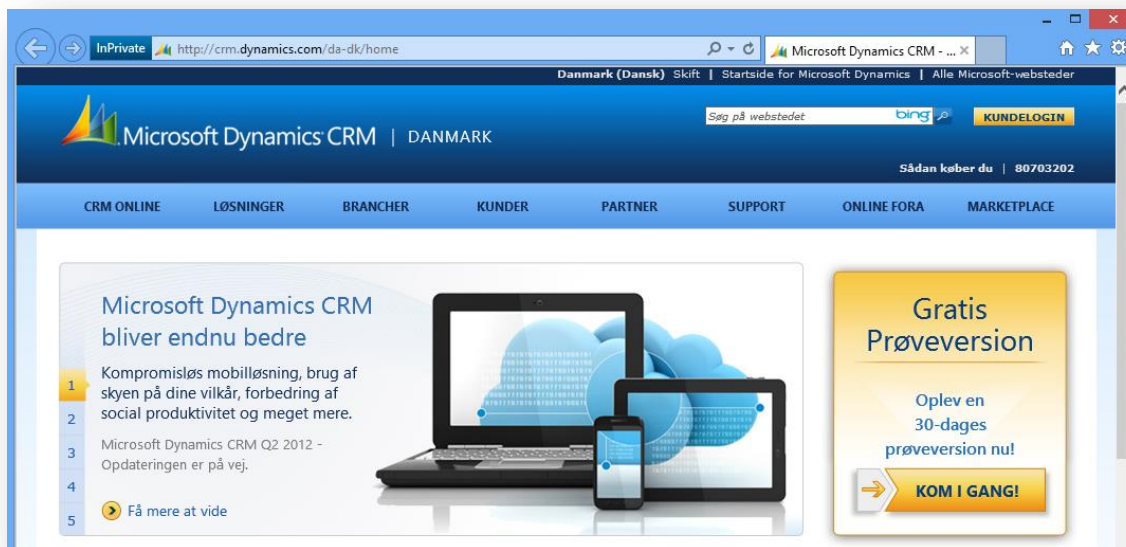 InPrivate http://crm.dynamics.com/da-dk/home Microsoft Dynamics CRM - ...
Danmark (Dansk) Skift | Startside for Microsoft Dynamics | Alle Microsoft-websteder
Microsoft Dynamics CRM | DANMARK
Søg på webstedet bing KUNDELOGIN
Sådan køber du | 80703202
CRM ONLINE LØSNINGER BRANCHER KUNDER PARTNER SUPPORT ONLINE FORA MARKETPLACE
Microsoft Dynamics CRM
bliver endnu bedre
Kompromisløs mobilløsning, brug af
skyen på dine vilkår, forbedring af
social produktivitet og meget mere.
Microsoft Dynamics CRM Q2 2012 -
Opdateringen er på vej.
Få mere at vide
1
2
3
4
5
Gratis
Prøveversion
Oplev en
30-dages
prøveversion nu!
KOM I GANG!